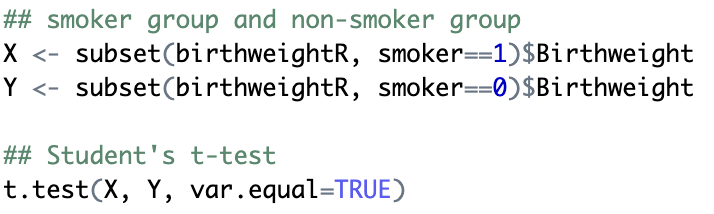 ## smoker group and non-smoker group
X <- subset(birthweightR, smoker==1)$Birthweight
Y <- subset(birthweightR, smoker==0)$Birthweight
## Student's t-test
t.test(X, Y, var.equal=TRUE)